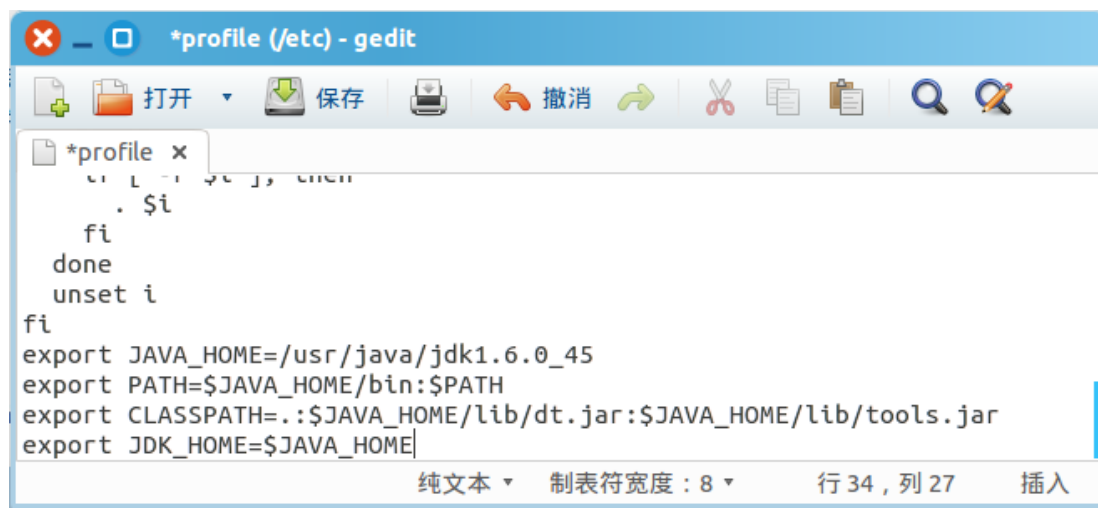 *profile (/etc) - gedit
打开 保存 撤消
*profile
. $i
fi
done
unset i
fi
export JAVA_HOME=/usr/java/jdk1.6.0_45
export PATH=$JAVA_HOME/bin:$PATH
export CLASSPATH=.:$JAVA_HOME/lib/dt.jar:$JAVA_HOME/lib/tools.jar
export JDK_HOME=$JAVA_HOME
纯文本 制表符宽度：8 行 34，列 27 插入